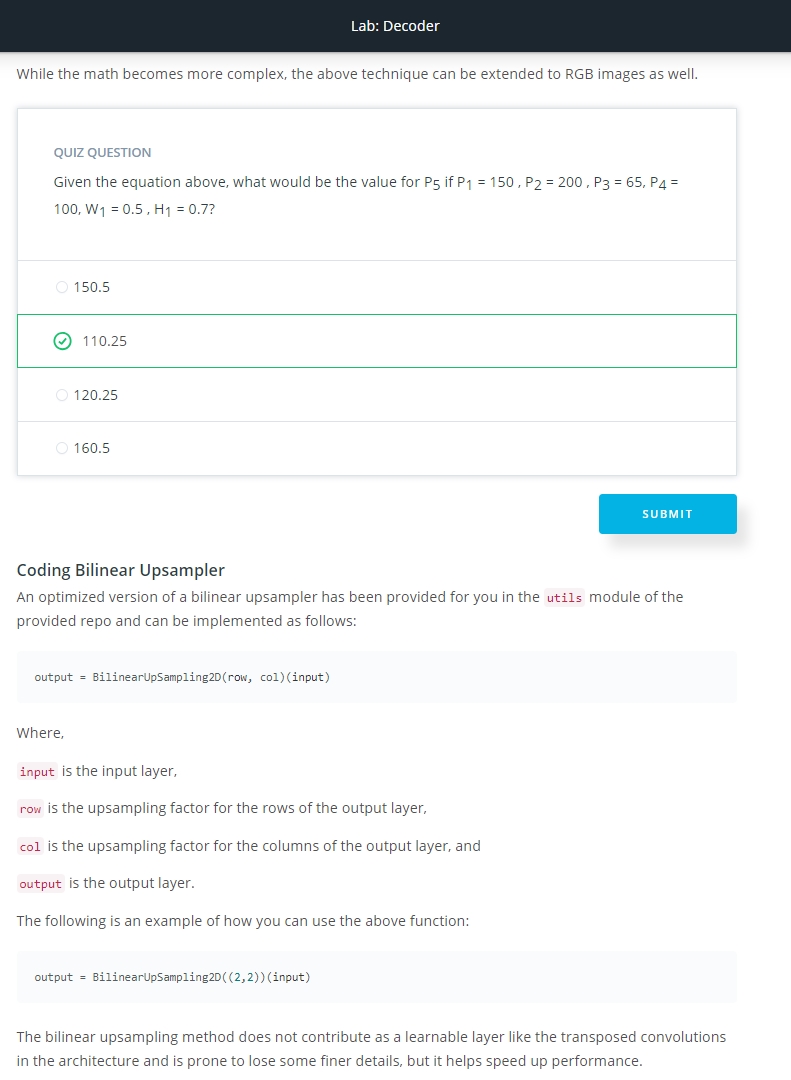 Lab: Decoder
While the math becomes more complex, the above technique can be extended to RGB images as well.
QUIZ QUESTION
Given the equation above, what would be the value for P5 if P1 = 150 , P2 = 200 , P3 = 65, P4 =
100, W1 = 0.5 , H1 = 0.7?
150.5
110.25
120.25
160.5
SUBMIT
Coding Bilinear Upsampler
An optimized version of a bilinear upsampler has been provided for you in the utils module of the
provided repo and can be implemented as follows:
output = BilinearUpSampling2D(row, col)(input)
Where,
input is the input layer,
row is the upsampling factor for the rows of the output layer,
col is the upsampling factor for the columns of the output layer, and
output is the output layer.
The following is an example of how you can use the above function:
output = BilinearUpSampling2D((2,2))(input)
The bilinear upsampling method does not contribute as a learnable layer like the transposed convolutions
in the architecture and is prone to lose some finer details, but it helps speed up performance.